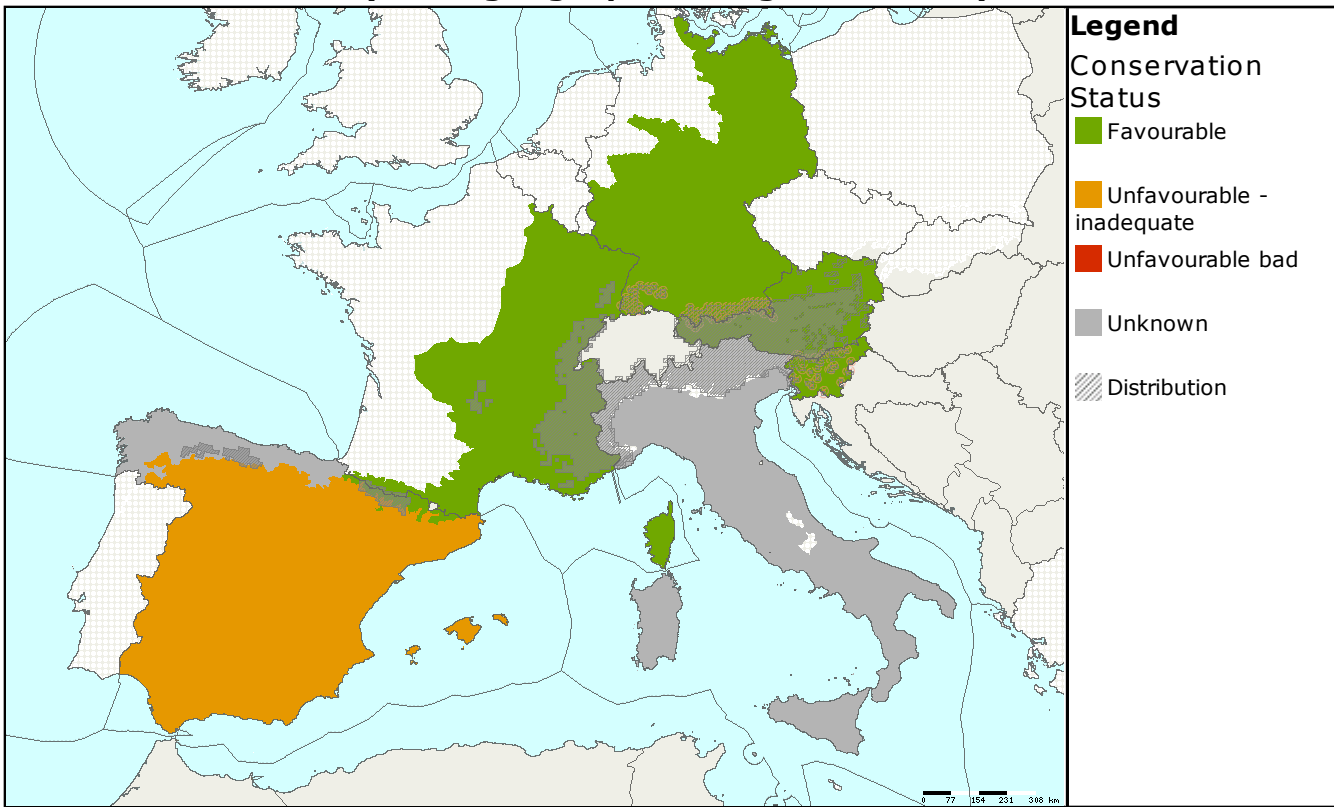 Legend
Conservation
Status
Favourable
Unfavourable -
inadequate
Unfavourable bad
Unknown
Distribution
0 77 154 231 308 km